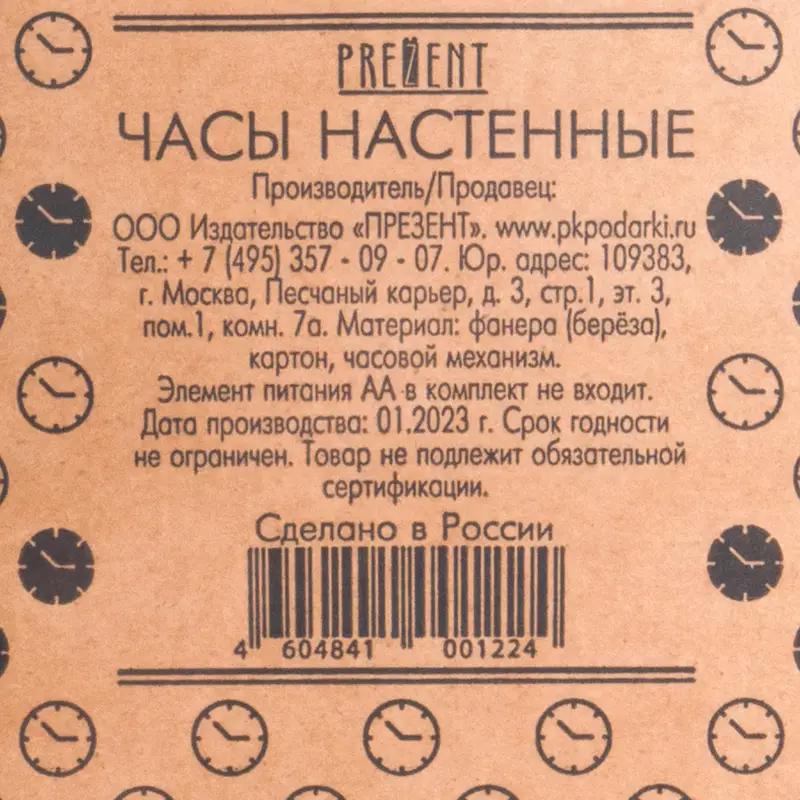 PREZENT
ЧАСЫ НАСТЕННЫЕ
Производитель/Продавец:
ООО Издательство «ПРЕЗЕНТ». www.pkpodarki.ru
Тел.: + 7 (495) 357 - 09 - 07. Юр. адрес: 109383,
г. Москва, Песчаный карьер, д. 3, стр.1, эт. 3,
пом.1, комн. 7а. Материал: фанера (берёза),
картон, часовой механизм.
Элемент питания АА в комплект не входит.
Дата производства: 01.2023 г. Срок годности
не ограничен. Товар не подлежит обязательной
сертификации.
Сделано в России
4 604841 001224